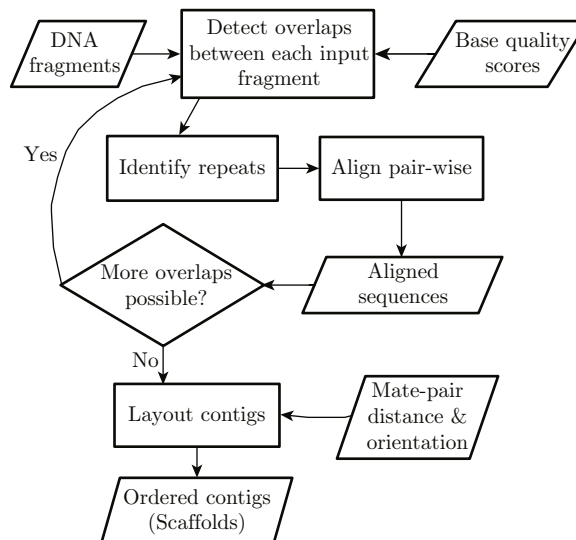 DNA
fragments
Detect overlaps
between each input
fragment
Base quality
scores
Yes
Identify repeats
Align pair-wise
More overlaps
possible?
Aligned
sequences
No
Layout contigs
Mate-pair
distance &
orientation
Ordered contigs
(Scaffolds)